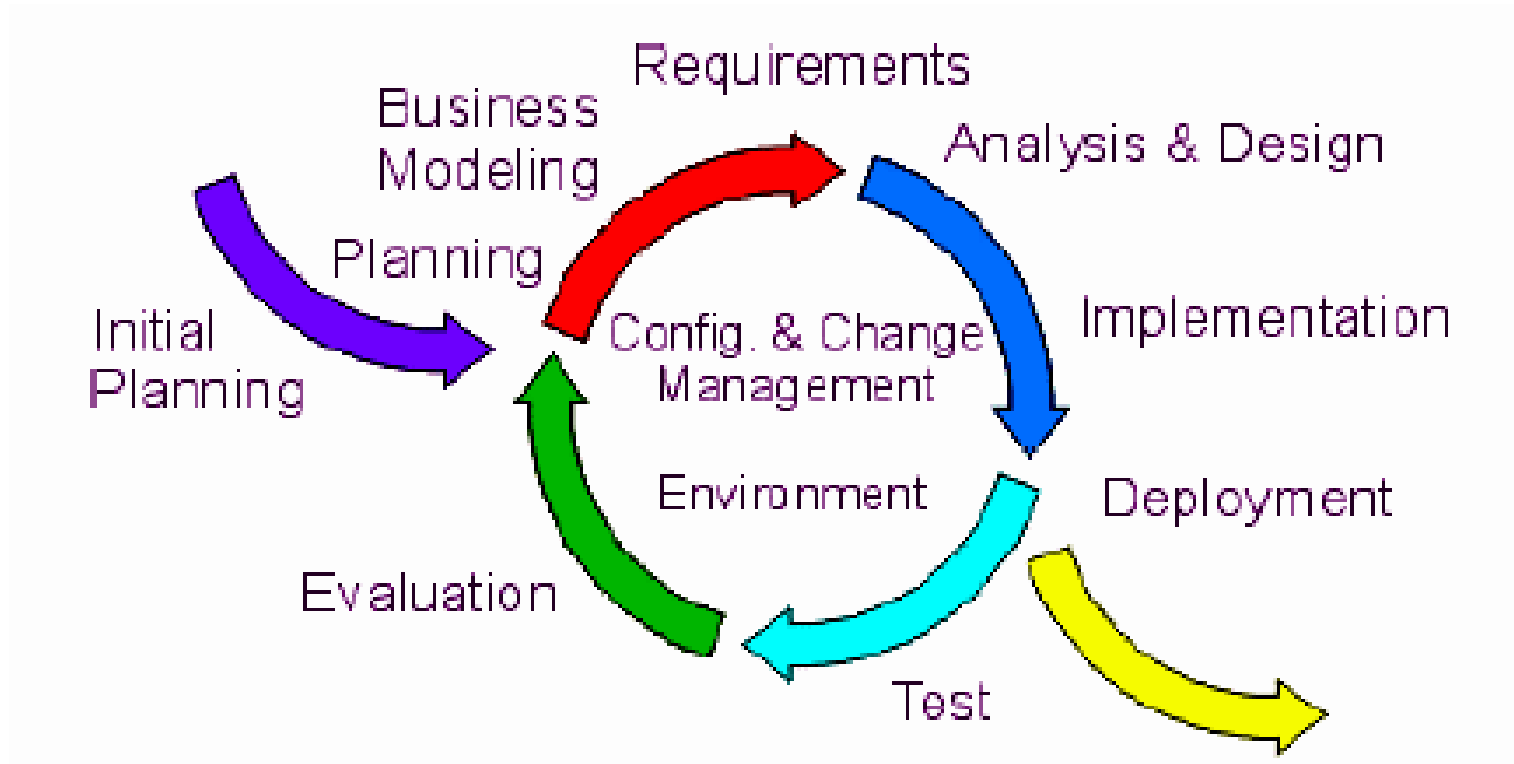 Requirements
Business
Modeling
Analysis & Design
Planning
Initial
Planning
Config. & Change
Management
Implementation
Environment
Deployment
Evaluation
Test